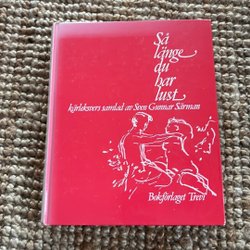 Så
länge
du
har
lust
kärleksvers samlad av Sven Gunnar Särman
Bokförlaget Trevi